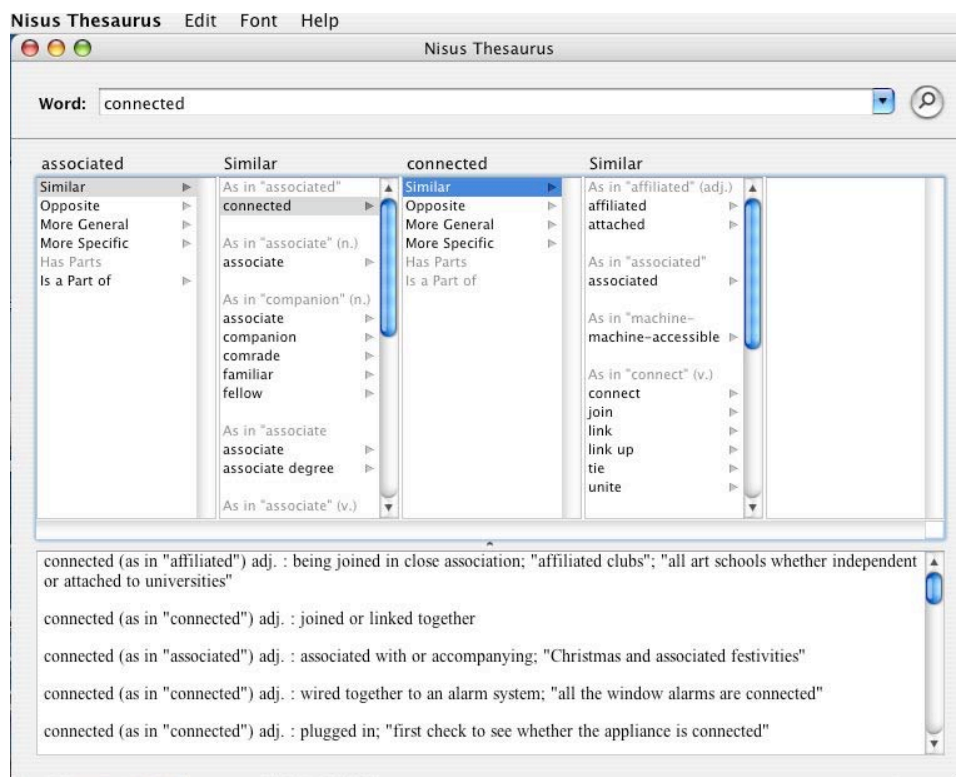 Nisus Thesaurus Edit Font Help
Nisus Thesaurus
Word: connected
associated
Similar
Opposite
More General
More Specific
Has Parts
Is a Part of
Similar
As in "associated"
connected
As in "associate" (n.)
associate
As in "companion" (n.)
associate
companion
comrade
familiar
fellow
As in "associate
associate
associate degree
As in "associate" (v.)
connected
Similar
Opposite
More General
More Specific
Has Parts
Is a Part of
Similar
As in "affiliated" (adj.)
affiliated
attached
As in "associated"
associated
As in "machine-
machine-accessible
As in "connect" (v.)
connect
join
link
link up
tie
unite
connected (as in "affiliated") adj. : being joined in close association; "affiliated clubs"; "all art schools whether independent
or attached to universities"
connected (as in "connected") adj. : joined or linked together
connected (as in "associated") adj. : associated with or accompanying; "Christmas and associated festivities"
connected (as in "connected") adj. : wired together to an alarm system; "all the window alarms are connected"
connected (as in "connected") adj. : plugged in; "first check to see whether the appliance is connected"